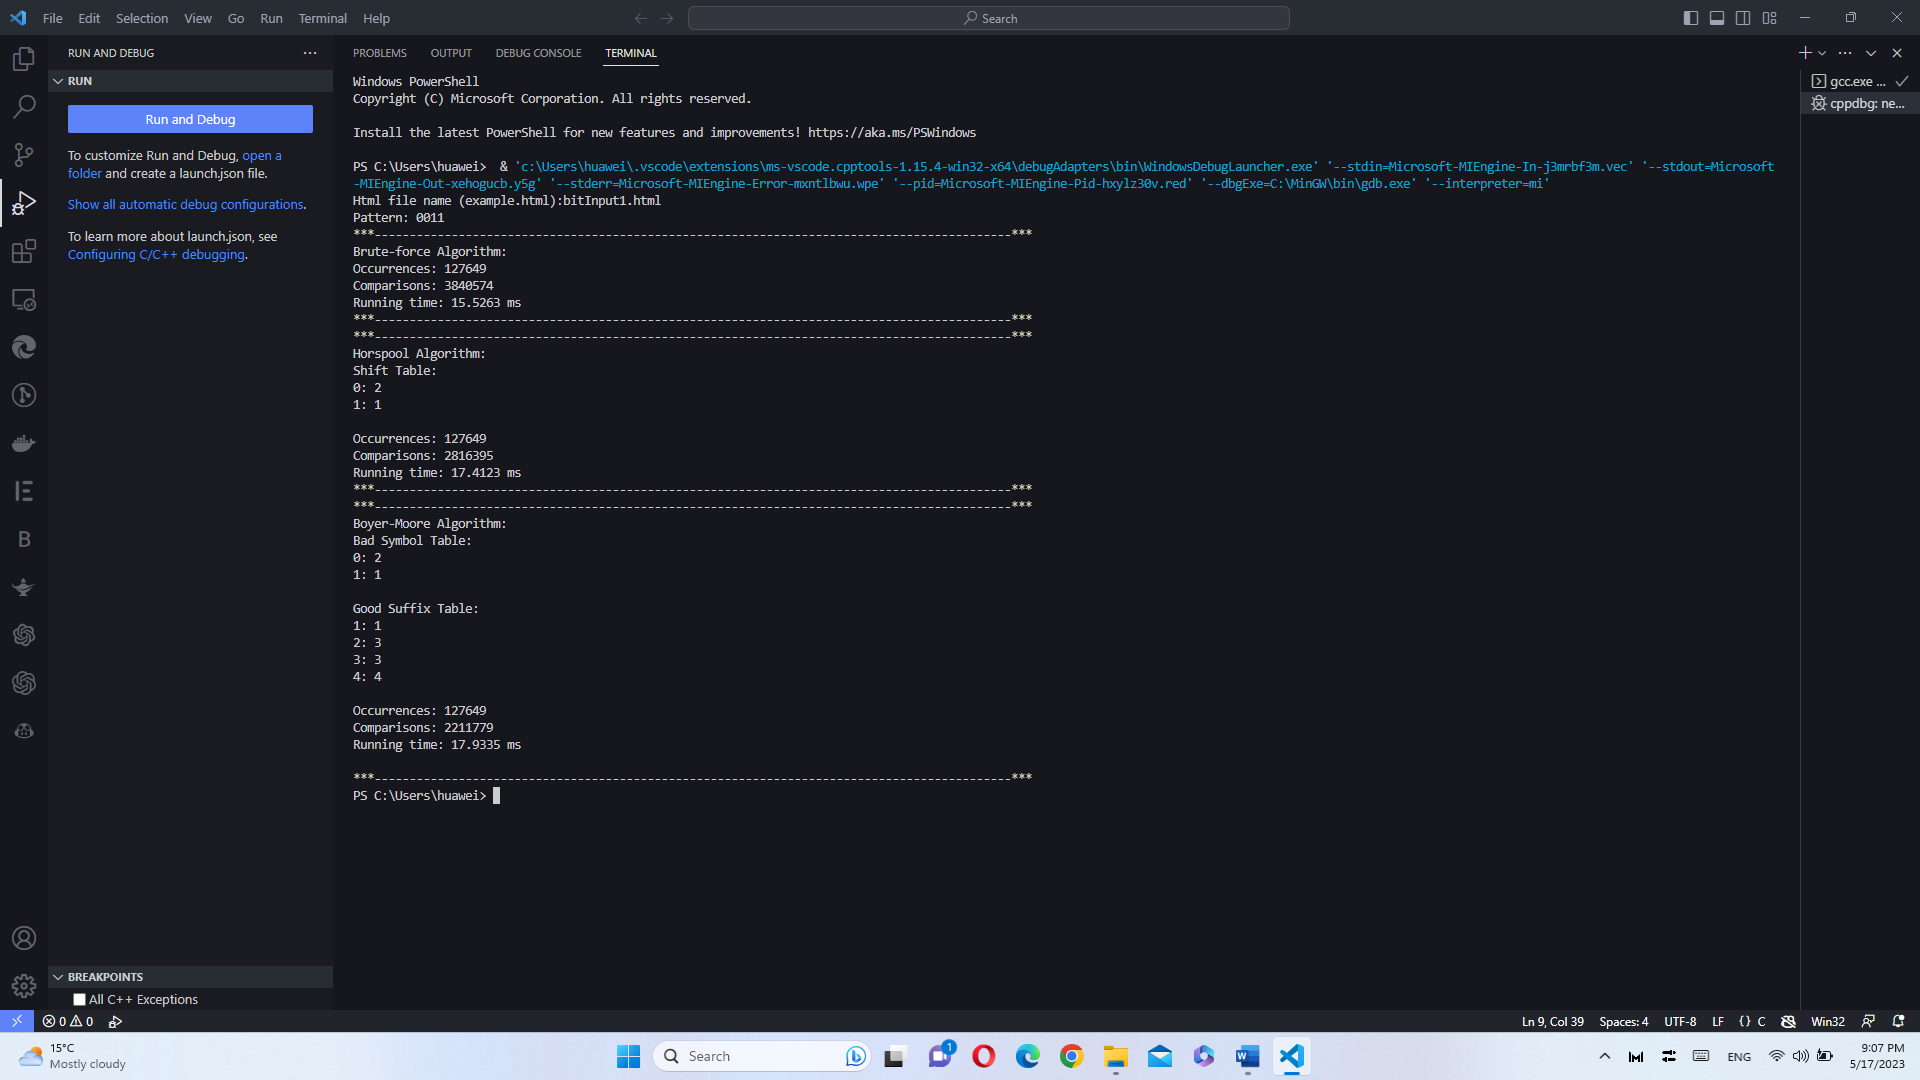 File Edit Selection View Go Run Terminal Help
Search
RUN AND DEBUG
RUN
Run and Debug
To customize Run and Debug, open a
folder and create a launch.json file.
Show all automatic debug configurations.
To learn more about launch.json, see
Configuring C/C++ debugging.
BREAKPOINTS
All C++ Exceptions
PROBLEMS OUTPUT DEBUG CONSOLE TERMINAL
Windows PowerShell
Copyright (C) Microsoft Corporation. All rights reserved.
Install the latest PowerShell for new features and improvements! https://aka.ms/PSWindows
PS C:\Users\huawei>  & 'c:\Users\huawei\.vscode\extensions\ms-vscode.cpptools-1.15.4-win32-x64\debugAdapters\bin\WindowsDebugLauncher.exe' '--stdin=Microsoft-MIEngine-In-j3mrbf3m.vec' '--stdout=Microsoft
-MIEngine-Out-xehogucb.y5g' '--stderr=Microsoft-MIEngine-Error-mxntlbwu.wpe' '--pid=Microsoft-MIEngine-Pid-hxylz30v.red' '--dbgExe=C:\MinGW\bin\gdb.exe' '--interpreter=mi'
Html file name (example.html):bitInput1.html
Pattern: 0011
***-------------------------------------------------------------------------------------------***
Brute-force Algorithm:
Occurrences: 127649
Comparisons: 3840574
Running time: 15.5263 ms
***-------------------------------------------------------------------------------------------***
***-------------------------------------------------------------------------------------------***
Horspool Algorithm:
Shift Table:
0: 2
1: 1
Occurrences: 127649
Comparisons: 2816395
Running time: 17.4123 ms
***-------------------------------------------------------------------------------------------***
***-------------------------------------------------------------------------------------------***
Boyer-Moore Algorithm:
Bad Symbol Table:
0: 2
1: 1
Good Suffix Table:
1: 1
2: 3
3: 3
4: 4
Occurrences: 127649
Comparisons: 2211779
Running time: 17.9335 ms
***-------------------------------------------------------------------------------------------***
PS C:\Users\huawei>
gcc.exe ...
cppdbg: ne...
0 0
Ln 9, Col 39 Spaces: 4 UTF-8 LF {} C Win32
15°C
Mostly cloudy
Search
1
ENG
9:07 PM
5/17/2023